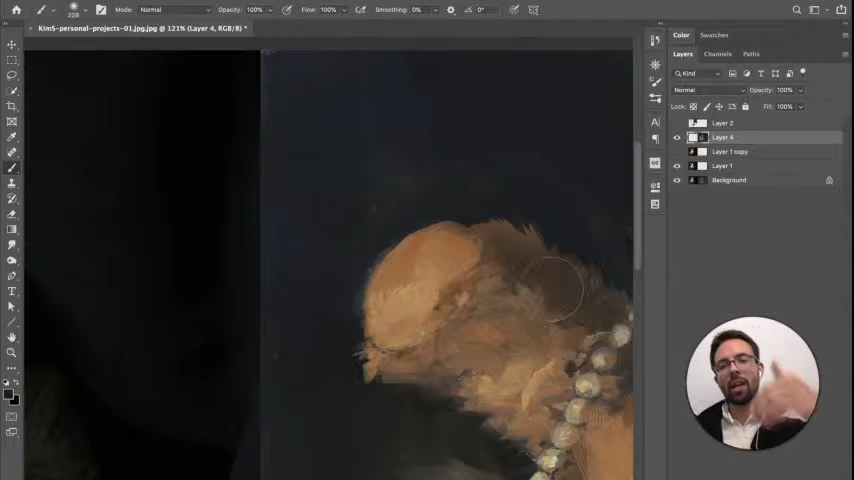 228 Mode: Normal Opacity: 100% Flow: 100% Smoothing: 0% 0°
KimS-personal-projects-01.jpg.jpg @ 121% (Layer 4, RGB/8) *
Color Swatches
Layers Channels Paths
Kind
Normal Opacity: 100%
Lock: Fill: 100%
Layer 2
Layer 4
Layer 1 copy
Layer 1
Background